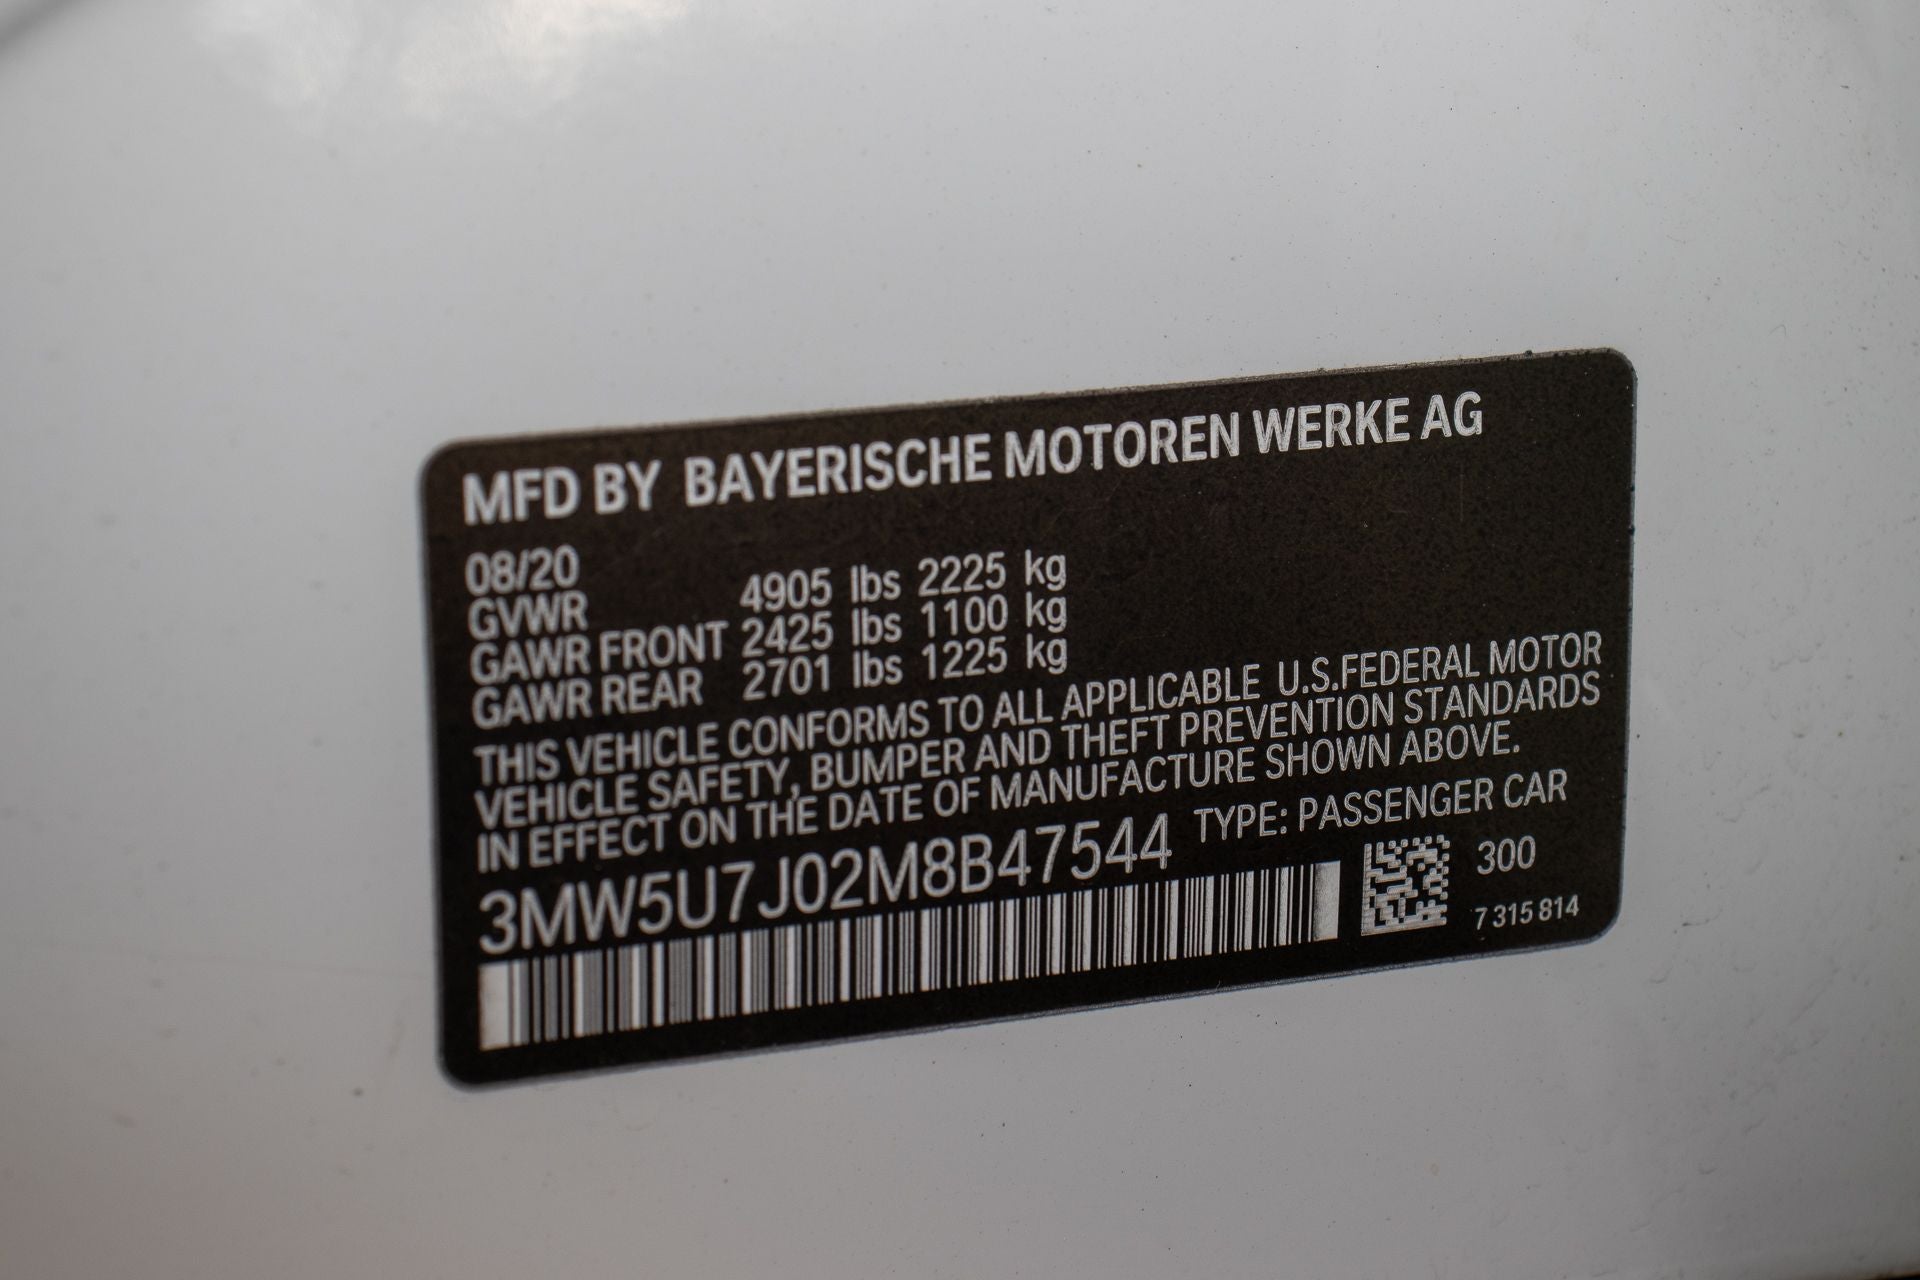 MFD BY BAYERISCHE MOTOREN WERKE AG
08/20
GVWR 4905 lbs 2225 kg
GAWR FRONT 2425 lbs 1100 kg
GAWR REAR 2701 lbs 1225 kg
THIS VEHICLE CONFORMS TO ALL APPLICABLE U.S.FEDERAL MOTOR
VEHICLE SAFETY, BUMPER AND THEFT PREVENTION STANDARDS
IN EFFECT ON THE DATE OF MANUFACTURE SHOWN ABOVE.
3MW5U7J02M8B47544 TYPE: PASSENGER CAR
300
7 315 814